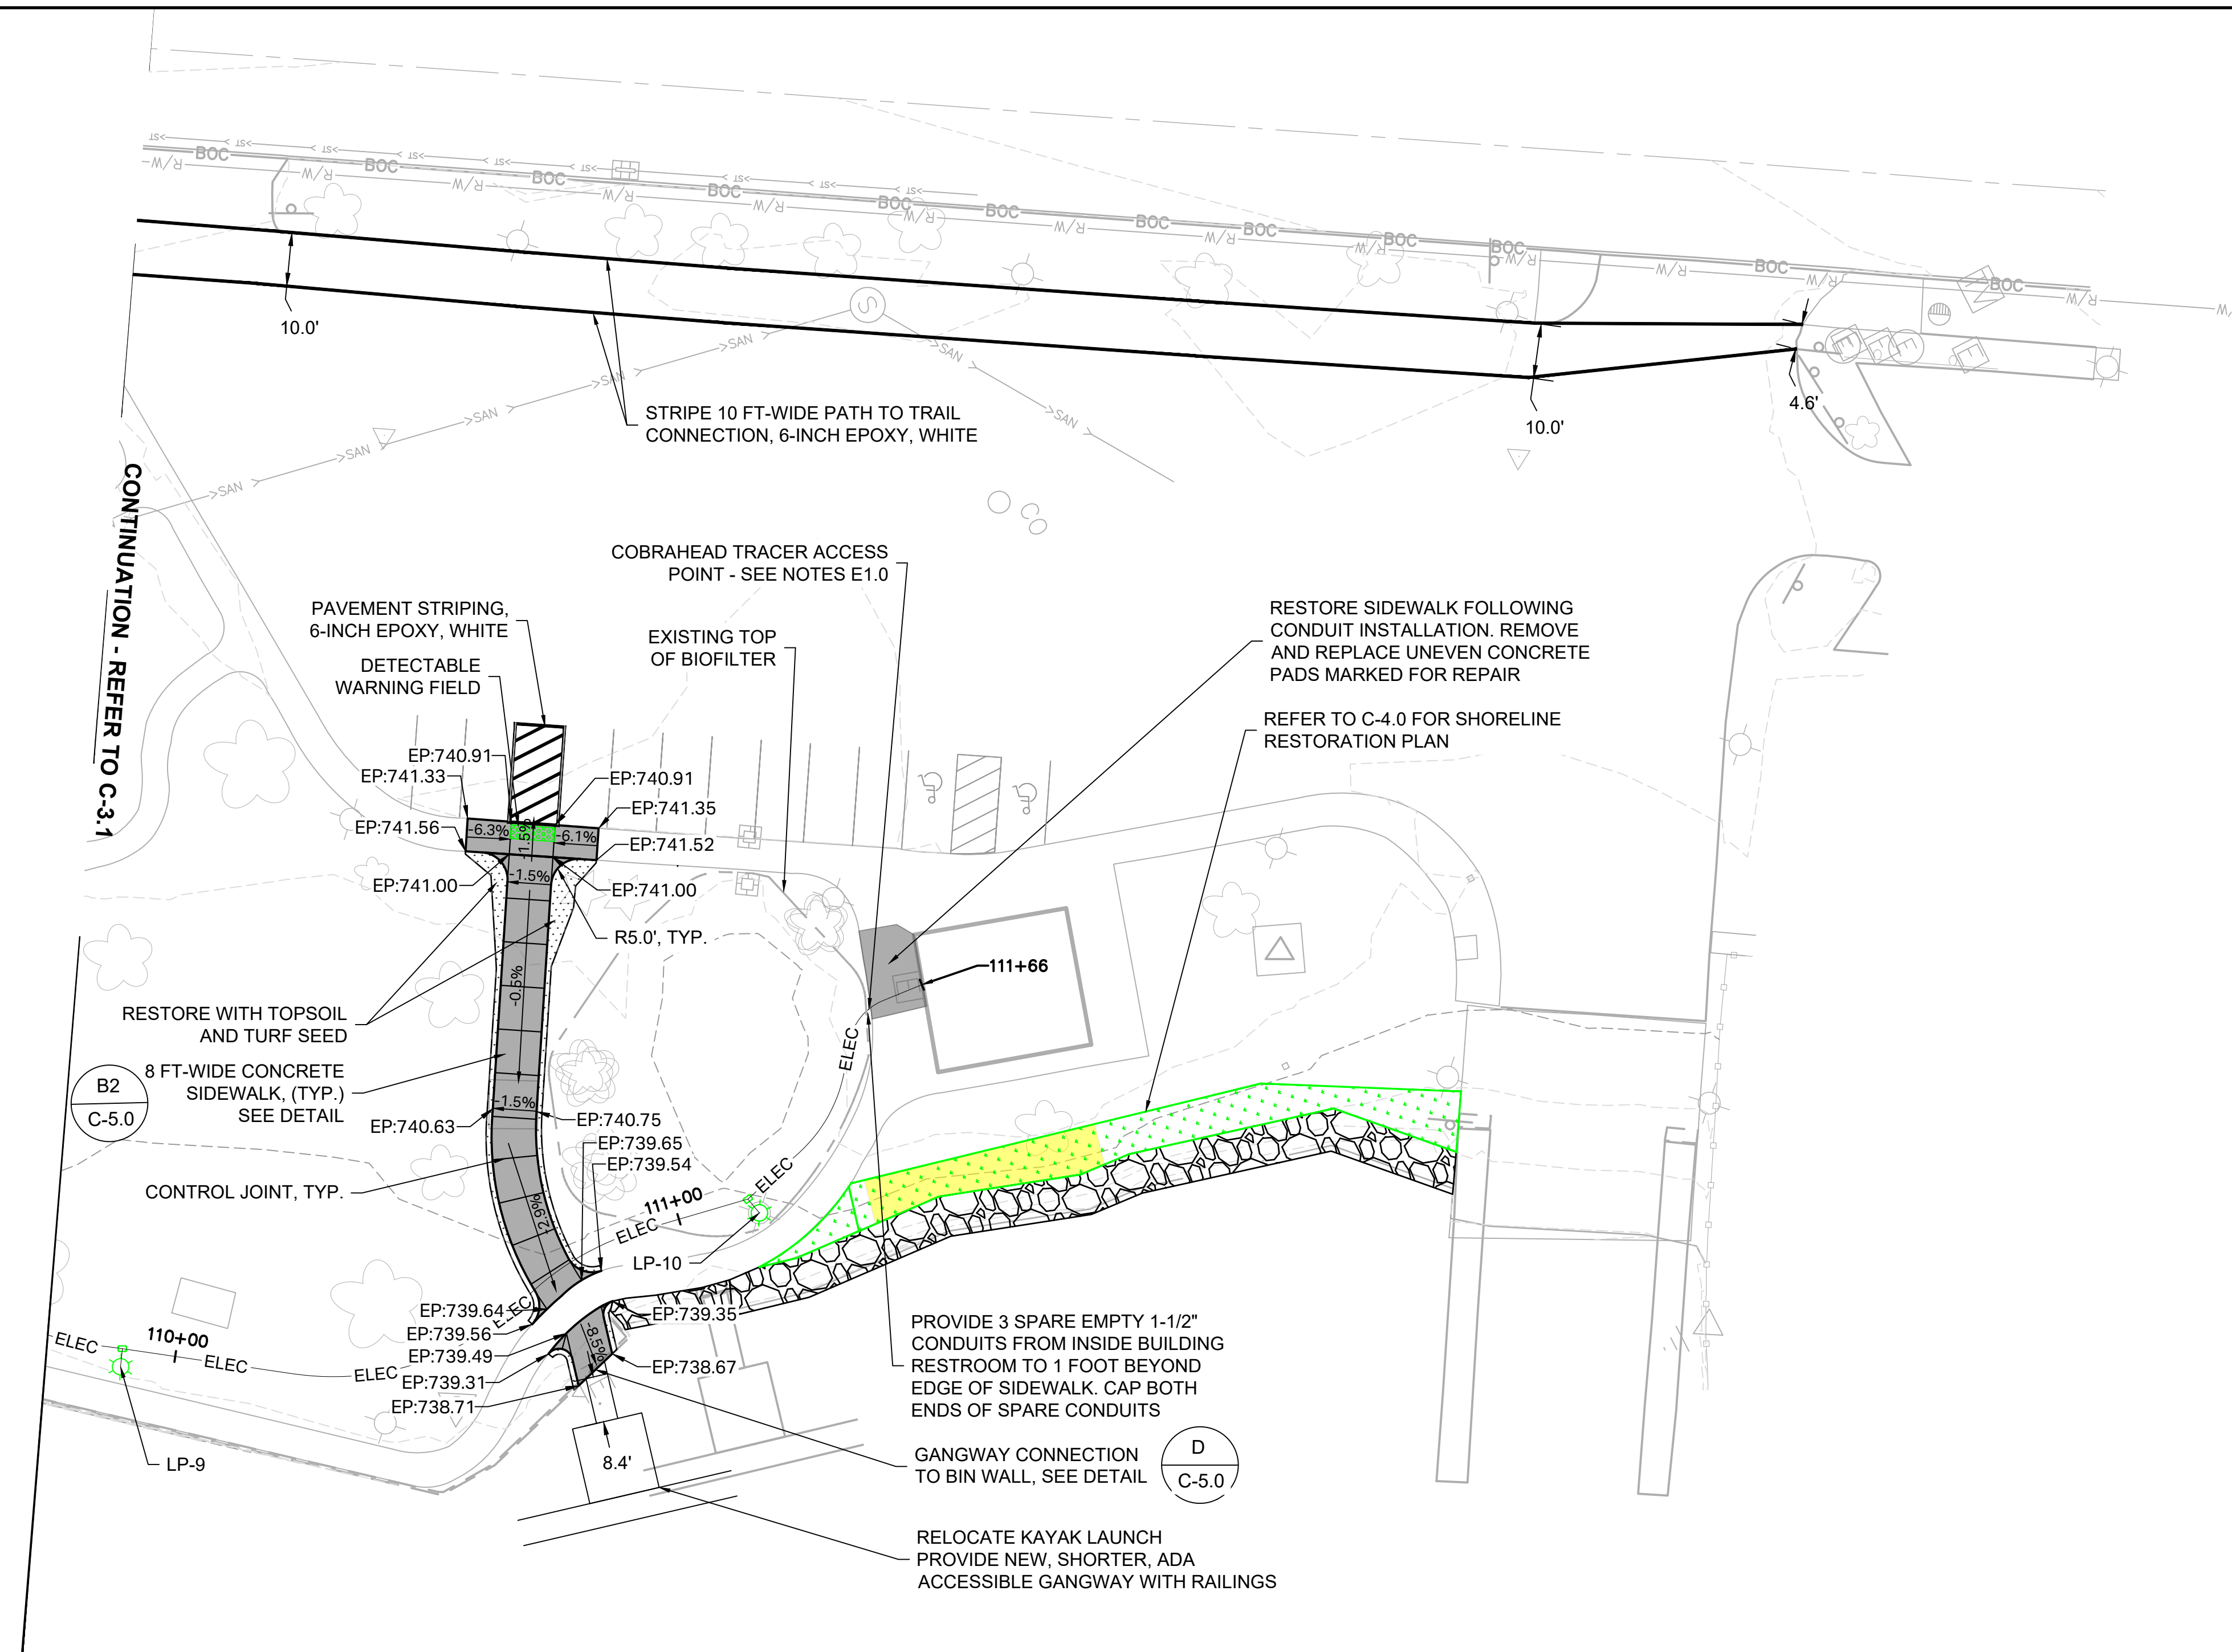 >ST
BOC
R/W
10.0'
10.0'
4.6'
S
>SAN
CO
STRIPE 10 FT-WIDE PATH TO TRAIL
CONNECTION, 6-INCH EPOXY, WHITE
CONTINUATION - REFER TO C-3.1
COBRAHEAD TRACER ACCESS
POINT - SEE NOTES E1.0
PAVEMENT STRIPING,
6-INCH EPOXY, WHITE
EXISTING TOP
OF BIOFILTER
DETECTABLE
WARNING FIELD
RESTORE SIDEWALK FOLLOWING
CONDUIT INSTALLATION. REMOVE
AND REPLACE UNEVEN CONCRETE
PADS MARKED FOR REPAIR
REFER TO C-4.0 FOR SHORELINE
RESTORATION PLAN
EP:740.91
EP:741.33
EP:740.91
EP:741.35
EP:741.56
-6.3%
-1.5%
-6.1%
EP:741.52
EP:741.00
-1.5%
EP:741.00
R5.0', TYP.
-0.5%
111+66
RESTORE WITH TOPSOIL
AND TURF SEED
8 FT-WIDE CONCRETE
SIDEWALK, (TYP.)
SEE DETAIL
B2
C-5.0
ELEC
-1.5%
EP:740.63
EP:740.75
EP:739.65
EP:739.54
CONTROL JOINT, TYP.
-2.9%
111+00
ELEC
ELEC
LP-10
EP:739.64
ELEC
EP:739.56
EP:739.49
EP:739.31
EP:738.71
EP:739.35
-8.5%
EP:738.67
ELEC
110+00
ELEC
ELEC
LP-9
8.4'
PROVIDE 3 SPARE EMPTY 1-1/2"
CONDUITS FROM INSIDE BUILDING
RESTROOM TO 1 FOOT BEYOND
EDGE OF SIDEWALK. CAP BOTH
ENDS OF SPARE CONDUITS
GANGWAY CONNECTION
TO BIN WALL, SEE DETAIL
D
C-5.0
RELOCATE KAYAK LAUNCH
PROVIDE NEW, SHORTER, ADA
ACCESSIBLE GANGWAY WITH RAILINGS